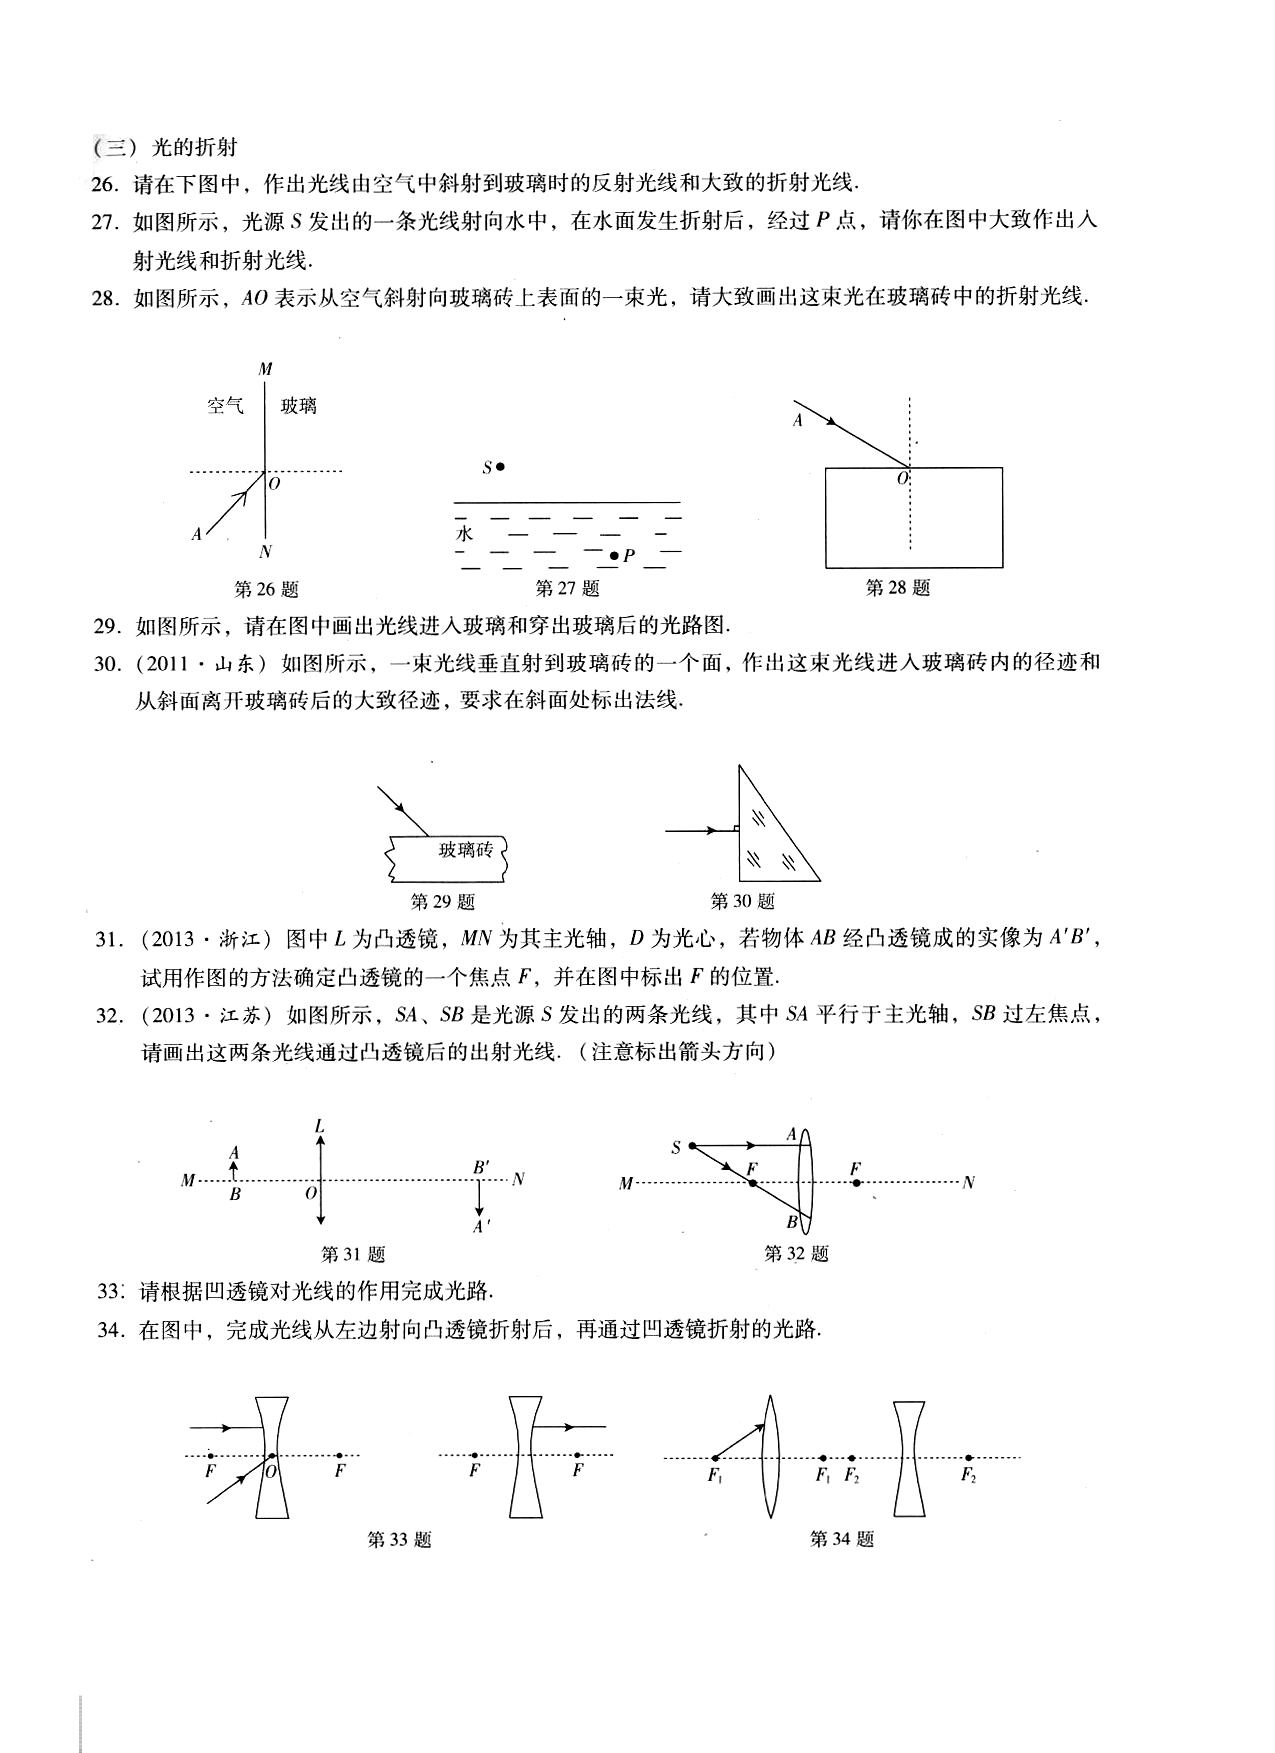 （三）光的折射
26. 请在下图中，作出光线由空气中斜射到玻璃时的反射光线和大致的折射光线.
27. 如图所示，光源 S 发出的一条光线射向水中，在水面发生折射后，经过 P 点，请你在图中大致作出入
射光线和折射光线.
28. 如图所示，AO 表示从空气斜射向玻璃砖上表面的一束光，请大致画出这束光在玻璃砖中的折射光线.
M
空气 玻璃
O
A
N
第 26 题
S
水
P
第 27 题
A
O
第 28 题
29. 如图所示，请在图中画出光线进入玻璃和穿出玻璃后的光路图.
30.（2011·山东）如图所示，一束光线垂直射到玻璃砖的一个面，作出这束光线进入玻璃砖内的径迹和
从斜面离开玻璃砖后的大致径迹，要求在斜面处标出法线.
玻璃砖
第 29 题
第 30 题
31.（2013·浙江）图中 L 为凸透镜，MN 为其主光轴，D 为光心，若物体 AB 经凸透镜成的实像为 A′B′，
试用作图的方法确定凸透镜的一个焦点 F，并在图中标出 F 的位置.
32.（2013·江苏）如图所示，SA、SB 是光源 S 发出的两条光线，其中 SA 平行于主光轴，SB 过左焦点，
请画出这两条光线通过凸透镜后的出射光线.（注意标出箭头方向）
L
A
B′
M
N
B
O
A′
第 31 题
S
A
F
F
M
N
B
第 32 题
33. 请根据凹透镜对光线的作用完成光路.
34. 在图中，完成光线从左边射向凸透镜折射后，再通过凹透镜折射的光路.
F O F
F F
第 33 题
F₁ F₁ F₂ F₂
第 34 题